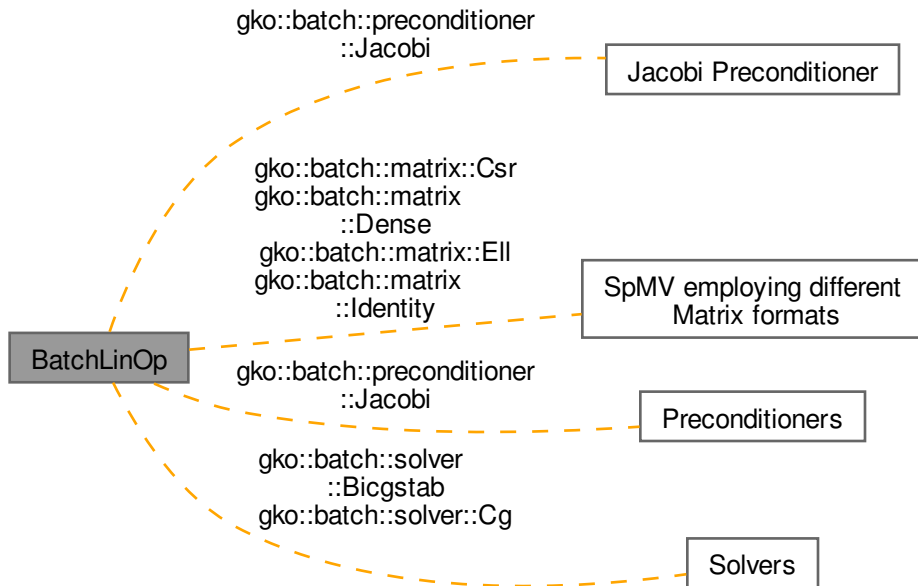 gko::batch::preconditioner
::Jacobi
Jacobi Preconditioner
gko::batch::matrix::Csr
gko::batch::matrix
::Dense
gko::batch::matrix::Ell
gko::batch::matrix
::Identity
SpMV employing different
Matrix formats
BatchLinOp
gko::batch::preconditioner
::Jacobi
Preconditioners
gko::batch::solver
::Bicgstab
gko::batch::solver::Cg
Solvers